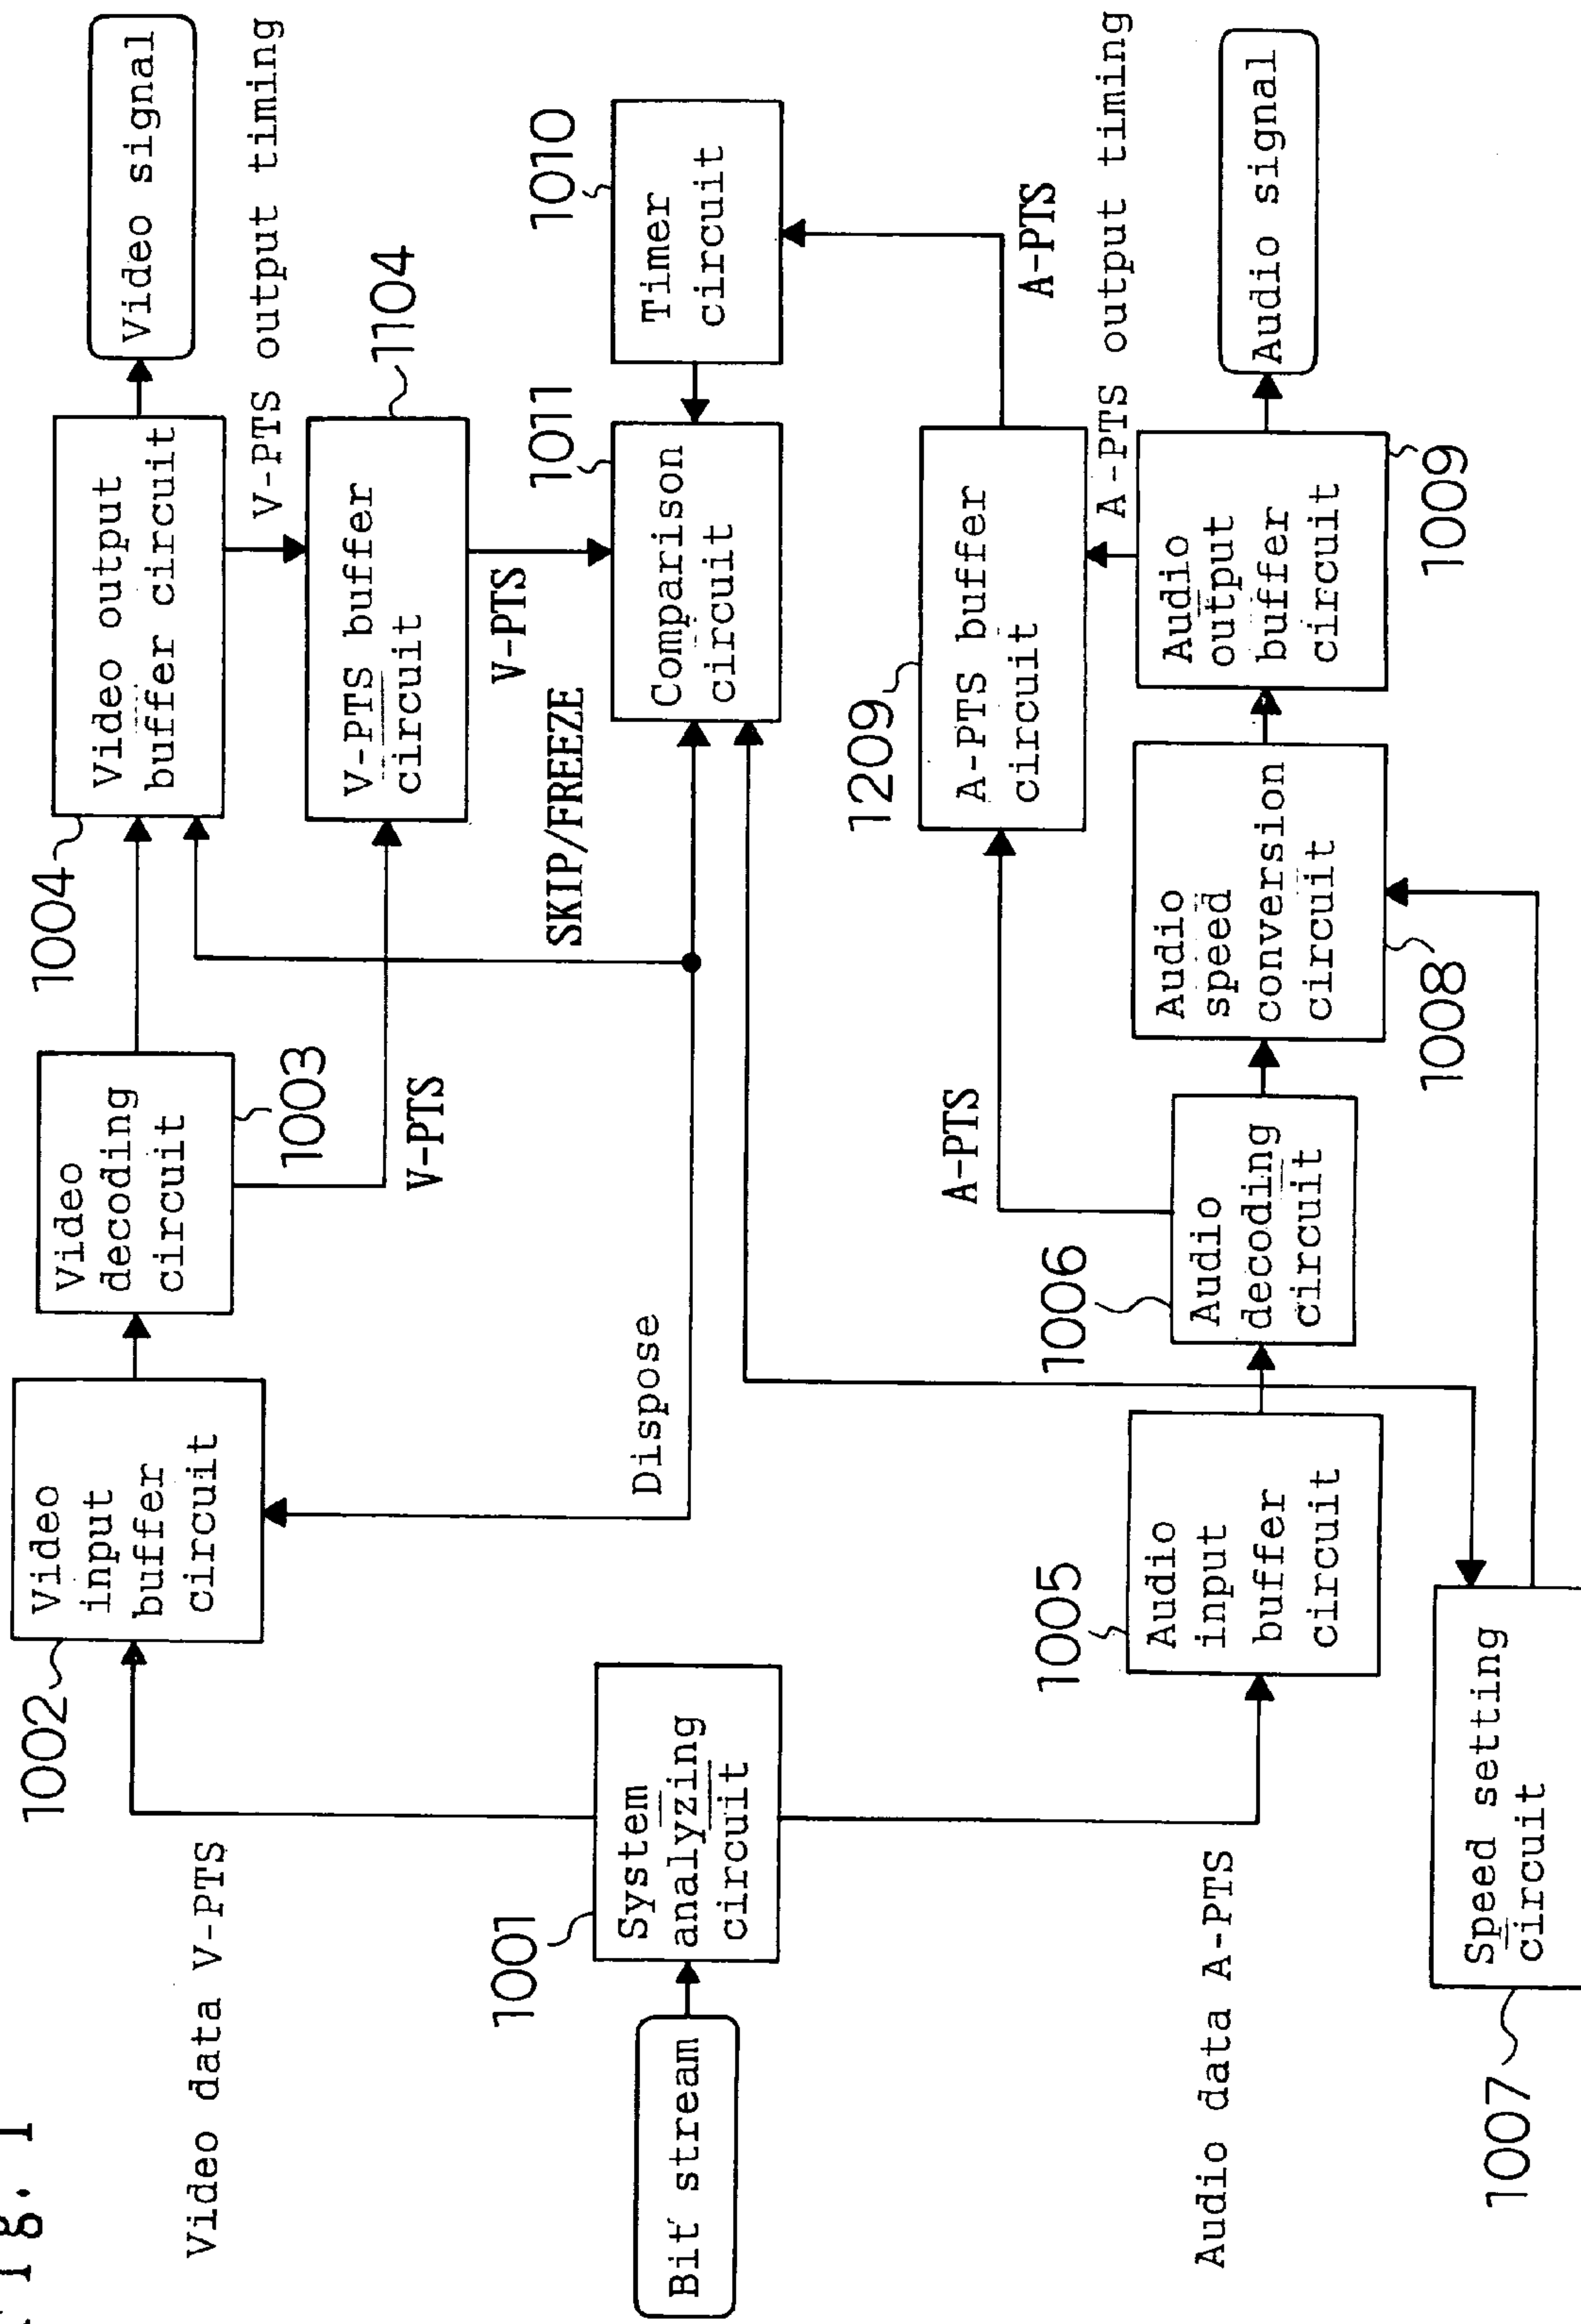 Fig. 1
Video data V-PTS
1002
Video
input
buffer
circuit
Video
decoding
circuit
1003
V-PTS
1004
Video output
buffer circuit
Video signal
V-PTS output timing
V-PTS buffer
circuit
1104
V-PTS
SKIP/FREEZE
Dispose
Bit stream
1001
System
analyzing
circuit
1011
Comparison
circuit
1010
Timer
circuit
A-PTS
1209
A-PTS buffer
circuit
A-PTS
A-PTS output timing
Audio data A-PTS
1005
Audio
input
buffer
circuit
1006
Audio
decoding
circuit
Audio
speed
conversion
circuit
1008
Audio
output
buffer
circuit
1009
Audio signal
1007
Speed setting
circuit